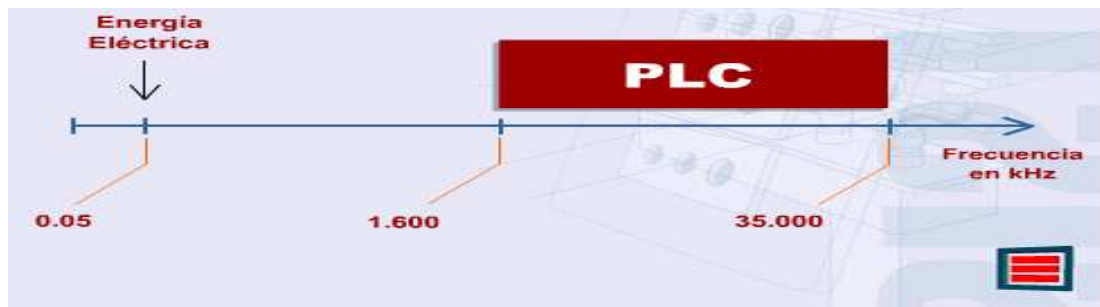 Energía
Eléctrica
PLC
Frecuencia
en kHz
0.05
1.600
35.000